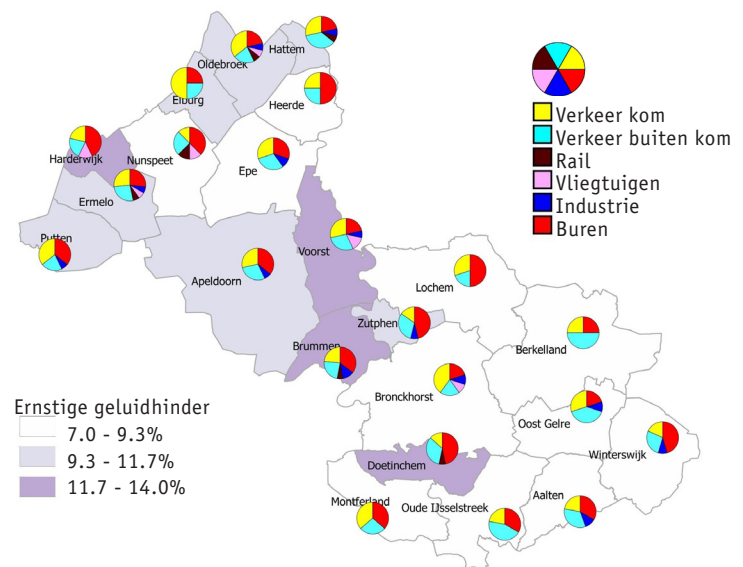 Hattem
Oldebroek
Elburg
Heerde
Harderwijk
Nunspeet
Epe
Ermelo
Putten
Voorst
Apeldoorn
Lochem
Zutphen
Brummen
Berkelland
Bronckhorst
Oost Gelre
Winterswijk
Doetinchem
Montferland
Oude IJsselstreek
Aalten
Verkeer kom
Verkeer buiten kom
Rail
Vliegtuigen
Industrie
Buren
Ernstige geluidhinder
7.0 - 9.3%
9.3 - 11.7%
11.7 - 14.0%